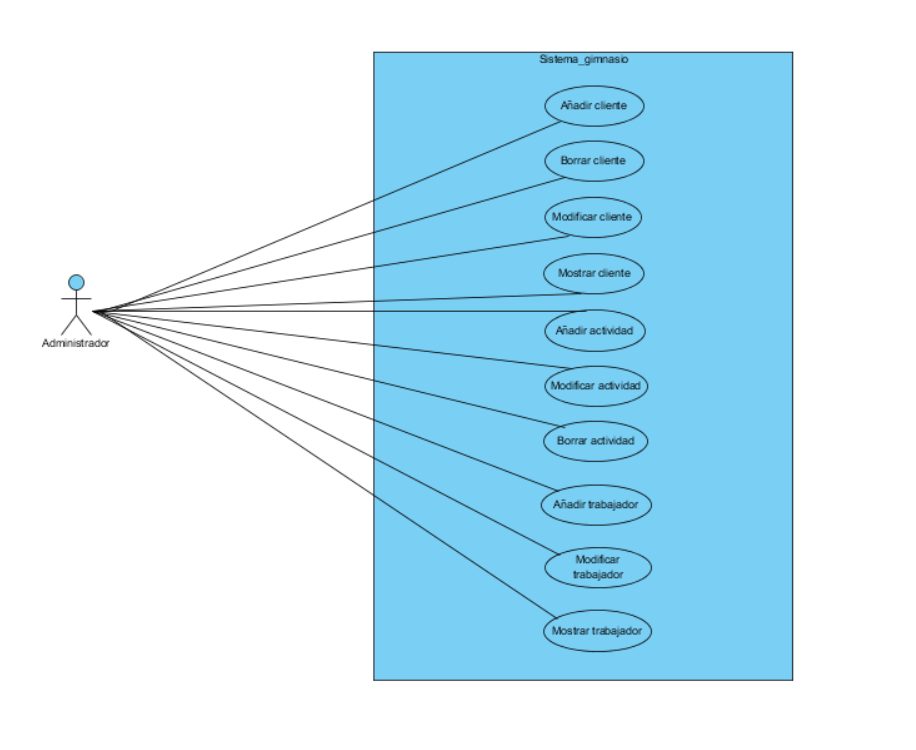 Sistema_gimnasio
Añadir cliente
Borrar cliente
Modificar cliente
Mostrar cliente
Administrador
Añadir actividad
Modificar actividad
Borrar actividad
Añadir trabajador
Modificar
trabajador
Mostrar trabajador